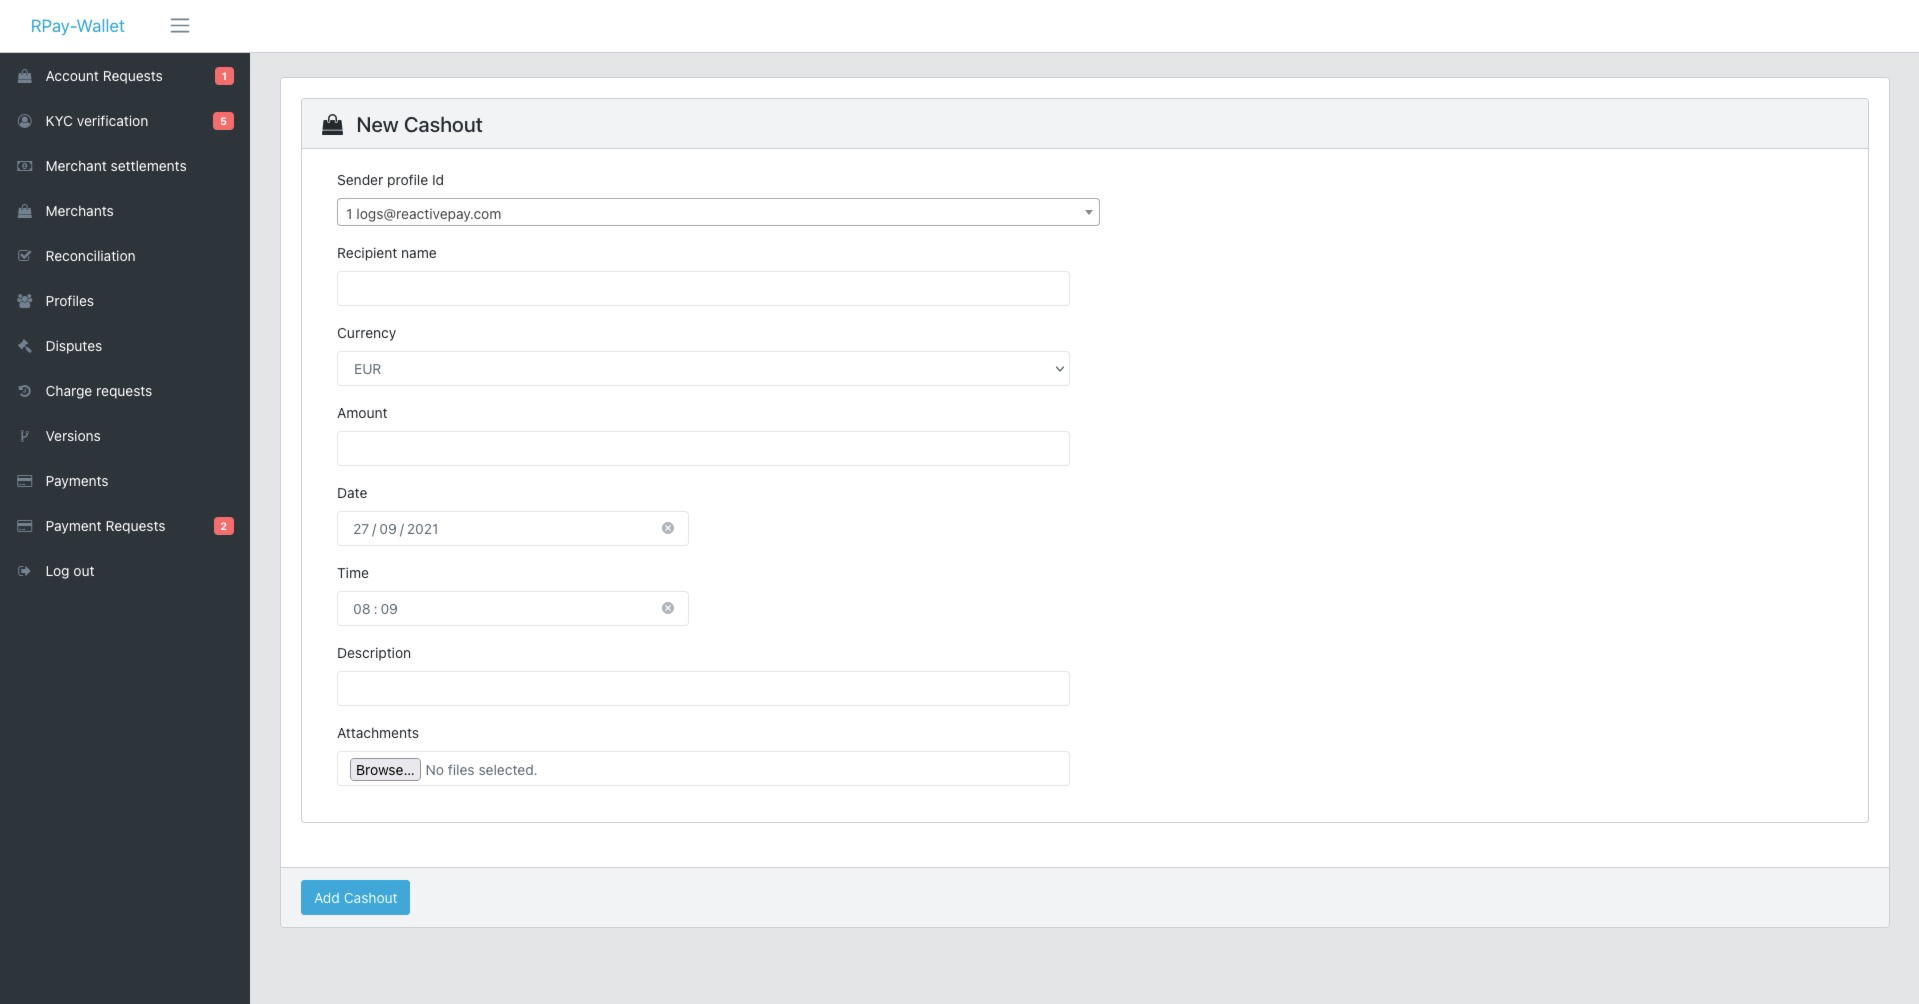 RPay-Wallet
Account Requests 1
KYC verification 5
Merchant settlements
Merchants
Reconciliation
Profiles
Disputes
Charge requests
Versions
Payments
Payment Requests 2
Log out
New Cashout
Sender profile Id
1 logs@reactivepay.com
Recipient name
Currency
EUR
Amount
Date
27 / 09 / 2021
Time
08 : 09
Description
Attachments
Browse... No files selected.
Add Cashout